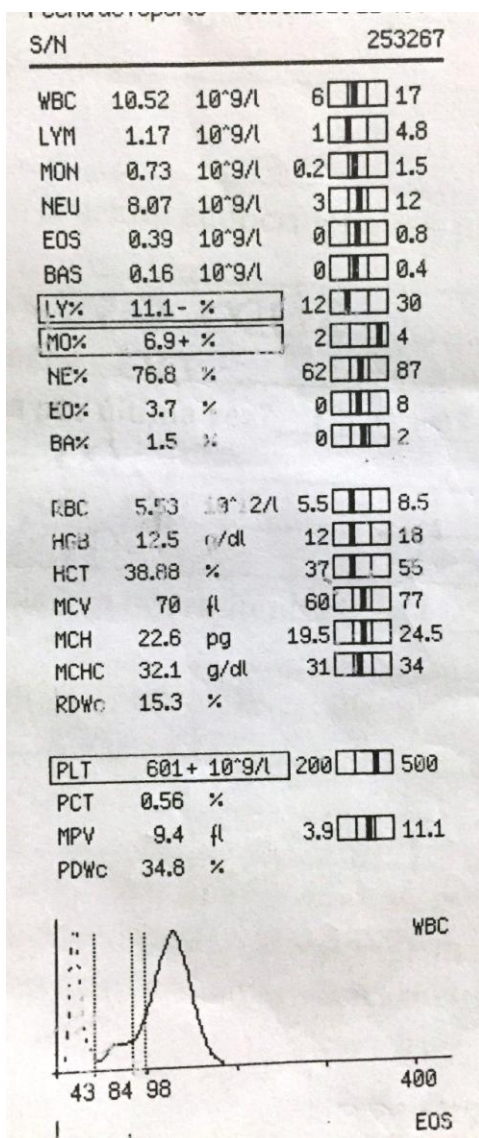 S/N 253267
WBC 10.52 10^9/l 6 17
LYM 1.17 10^9/l 1 4.8
MON 0.73 10^9/l 0.2 1.5
NEU 8.07 10^9/l 3 12
EOS 0.39 10^9/l 0 0.8
BAS 0.16 10^9/l 0 0.4
LY% 11.1- % 12 30
MO% 6.9+ % 2 4
NE% 76.8 % 62 87
EO% 3.7 % 0 8
BA% 1.5 % 0 2
RBC 5.53 10^12/l 5.5 8.5
HGB 12.5 g/dl 12 18
HCT 38.88 % 37 55
MCV 70 fl 60 77
MCH 22.6 pg 19.5 24.5
MCHC 32.1 g/dl 31 34
RDWc 15.3 %
PLT 601+ 10^9/l 200 500
PCT 0.56 %
MPV 9.4 fl 3.9 11.1
PDWc 34.8 %
WBC
43 84 98 400
EOS